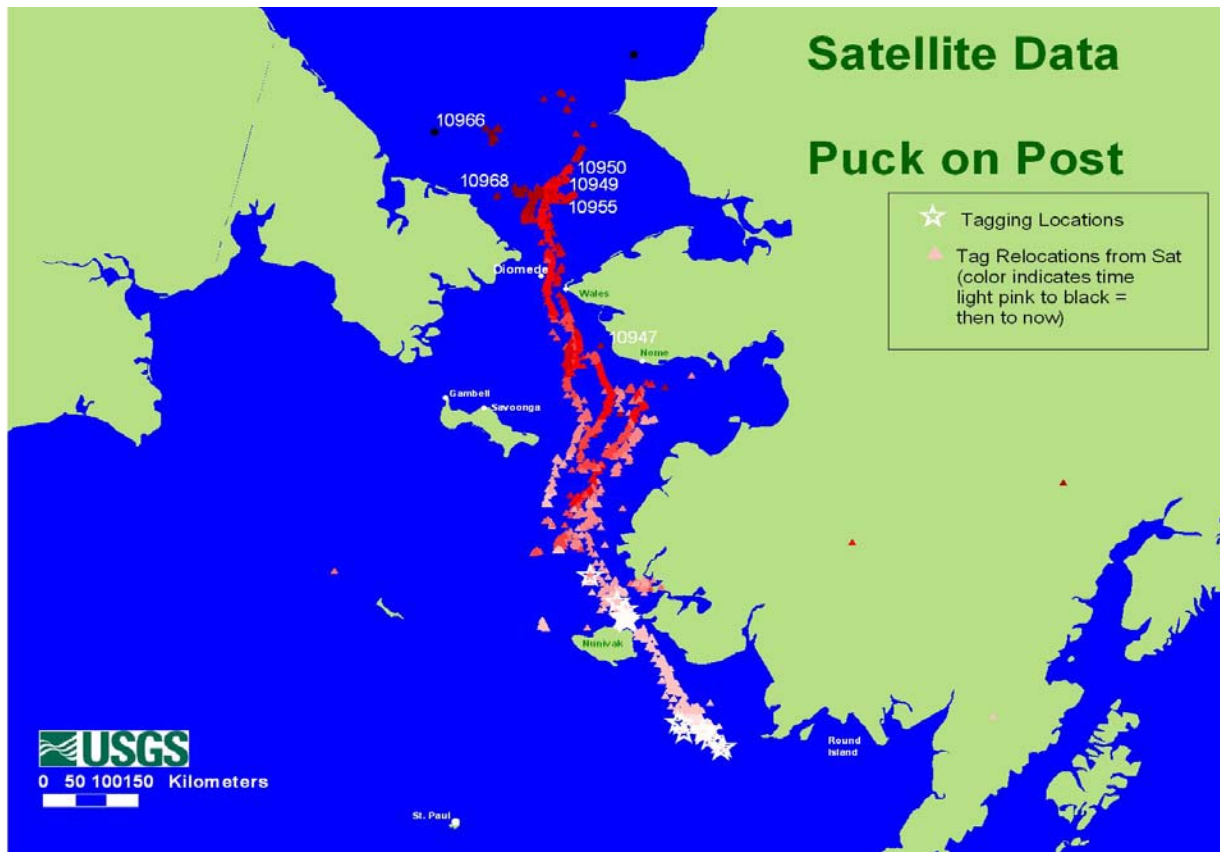 Satellite Data
Puck on Post
Tagging Locations
Tag Relocations from Sat
(color indicates time
light pink to black =
then to now)
10966
10968
10950
10949
10955
Diomede
Wales
10947
Nome
Gambell
Savoonga
Nunivak
Round
Island
USGS
0 50 100150 Kilometers
St. Paul